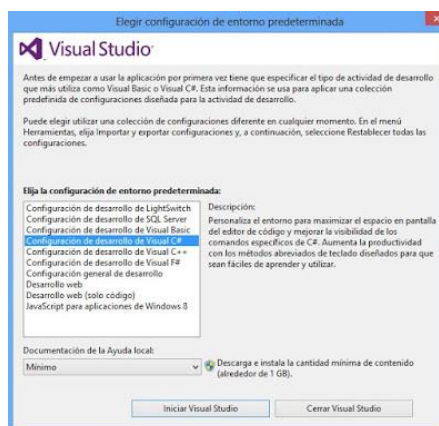 Elegir configuración de entorno predeterminada
Visual Studio
Antes de empezar a usar la aplicación por primera vez tiene que especificar el tipo de actividad de desarrollo
que más utiliza como Visual Basic o Visual C#. Esta información se usa para aplicar una colección
predefinida de configuraciones diseñada para la actividad de desarrollo.
Puede elegir utilizar una colección de configuraciones diferente en cualquier momento. En el menú
Herramientas, elija Importar y exportar configuraciones y, a continuación, seleccione Restablecer todas las
configuraciones.
Elija la configuración de entorno predeterminada:
Configuración de desarrollo de LightSwitch
Configuración de desarrollo de SQL Server
Configuración de desarrollo de Visual Basic
Configuración de desarrollo de Visual C#
Configuración de desarrollo de Visual C++
Configuración de desarrollo de Visual F#
Configuración general de desarrollo
Desarrollo web
Desarrollo web (solo código)
JavaScript para aplicaciones de Windows 8
Descripción:
Personaliza el entorno para maximizar el espacio en pantalla
del editor de código y mejorar la visibilidad de los
comandos específicos de C#. Aumenta la productividad
con los métodos abreviados de teclado diseñados para que
sean fáciles de aprender y utilizar.
Documentación de la Ayuda local:
Mínimo
Descarga e instala la cantidad mínima de contenido
(alrededor de 1 GB).
Iniciar Visual Studio
Cerrar Visual Studio